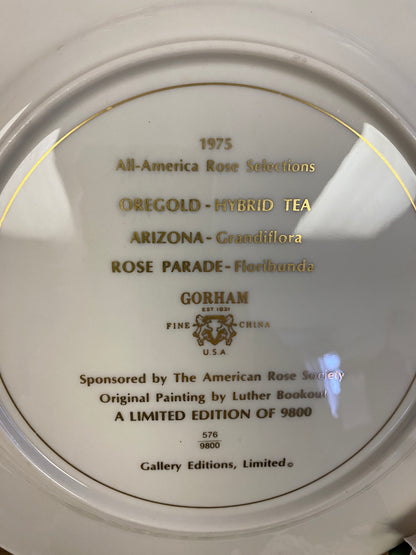 1975
All-America Rose Selections
OREGOLD - HYBRID TEA
ARIZONA - Grandiflora
ROSE PARADE - Floribunda
GORHAM
EST 1831
FINE CHINA
U.S.A.
Sponsored by The American Rose Society
Original Painting by Luther Bookout
A LIMITED EDITION OF 9800
576
9800
Gallery Editions, Limited©